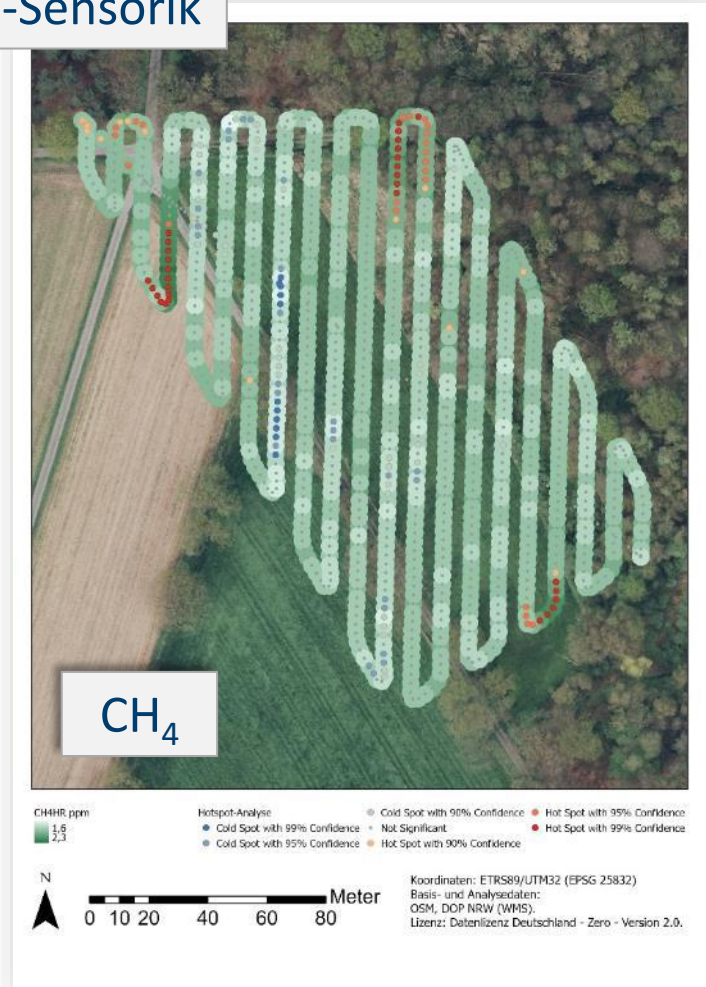 -Sensorik
CH₄
CH4HR ppm
1,6
2,3
Hotspot-Analyse
Cold Spot with 99% Confidence
Cold Spot with 95% Confidence
Cold Spot with 90% Confidence
Not Significant
Hot Spot with 90% Confidence
Hot Spot with 95% Confidence
Hot Spot with 99% Confidence
N
Meter
0 10 20 40 60 80
Koordinaten: ETRS89/UTM32 (EPSG 25832)
Basis- und Analysedaten:
OSM, DOP NRW (WMS).
Lizenz: Datenlizenz Deutschland - Zero - Version 2.0.